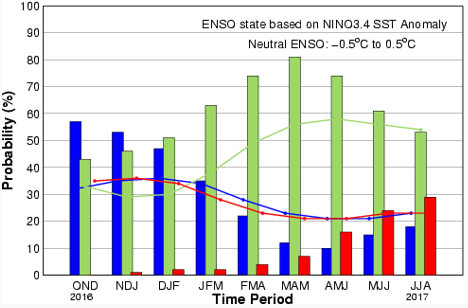 ENSO state based on NINO3.4 SST Anomaly
Neutral ENSO: −0.5°C to 0.5°C
Probability (%)
100
90
80
70
60
50
40
30
20
10
0
OND NDJ DJF JFM FMA MAM AMJ MJJ JJA
2016 2017
Time Period